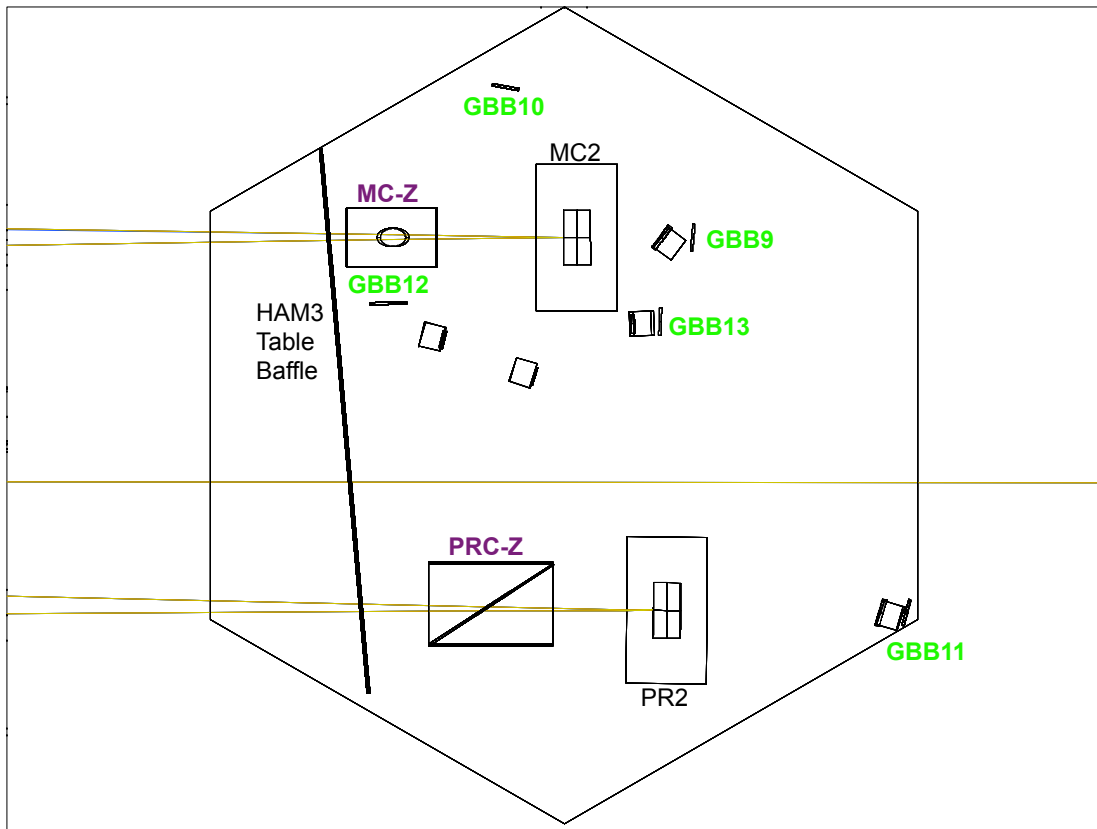 GBB10
MC2
MC-Z
GBB9
GBB12
HAM3
Table
Baffle
GBB13
PRC-Z
GBB11
PR2